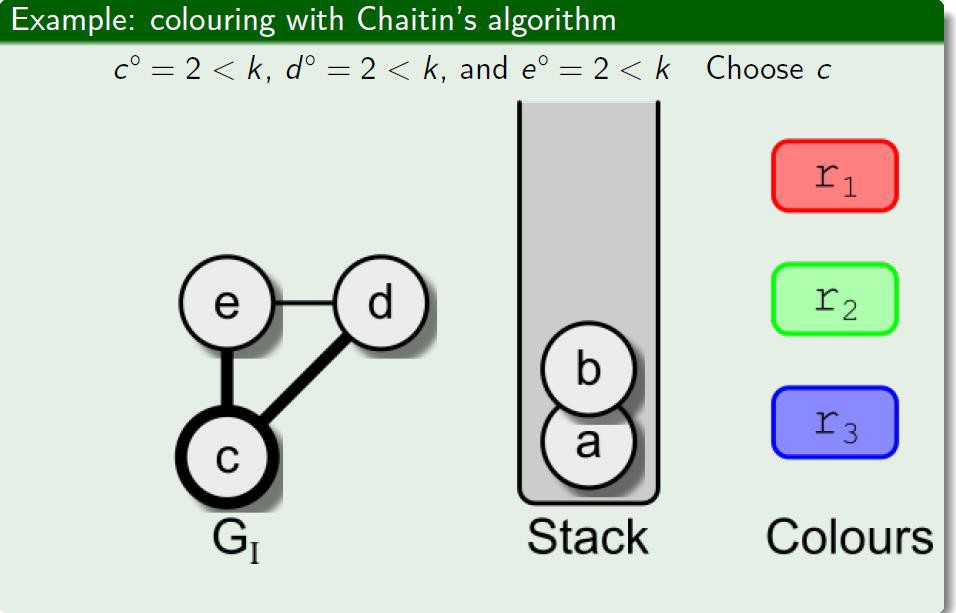 Example: colouring with Chaitin's algorithm
c° = 2 < k, d° = 2 < k, and e° = 2 < k Choose c
r₁
e d
r₂
b
a
r₃
c
G_I
Stack
Colours